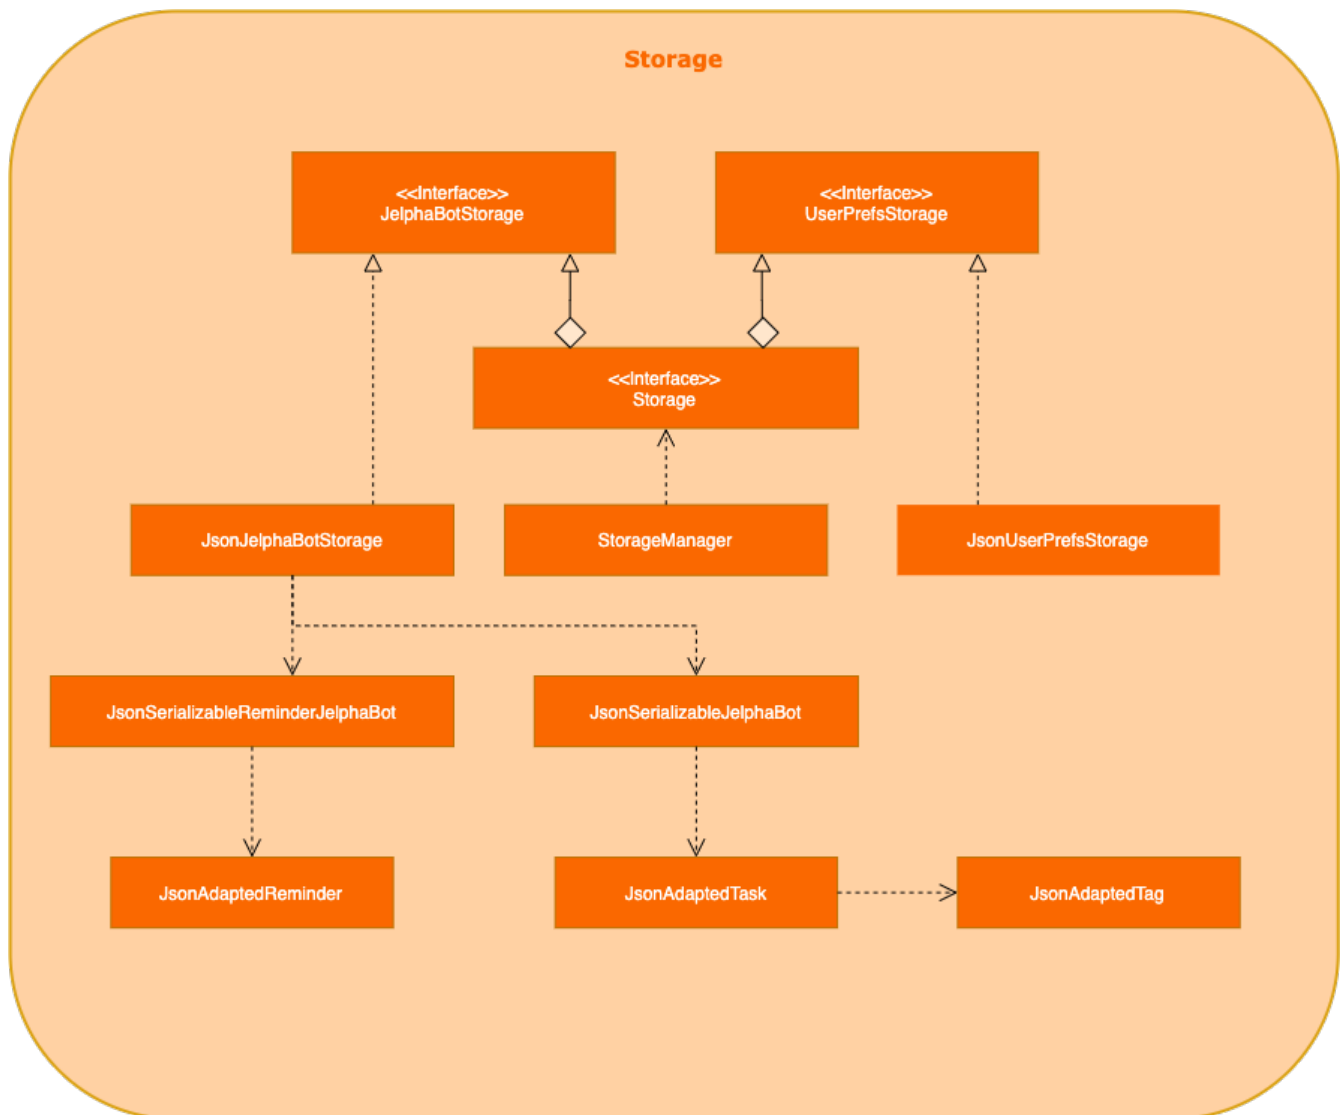 Storage
<<Interface>>
JelphaBotStorage
<<Interface>>
UserPrefsStorage
<<Interface>>
Storage
JsonJelphaBotStorage
StorageManager
JsonUserPrefsStorage
JsonSerializableReminderJelphaBot
JsonSerializableJelphaBot
JsonAdaptedReminder
JsonAdaptedTask
JsonAdaptedTag